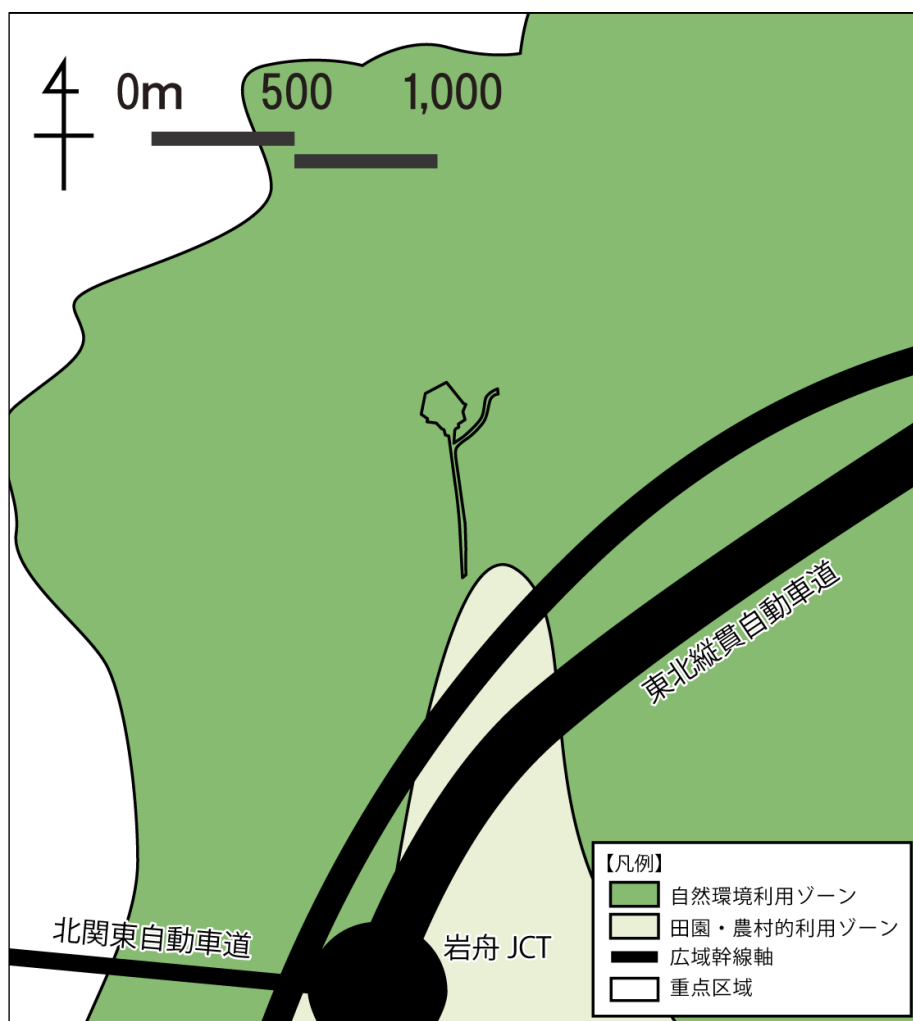 0m 500 1,000
東北縦貫自動車道
北関東自動車道
岩舟 JCT
【凡例】
自然環境利用ゾーン
田園・農村的利用ゾーン
広域幹線軸
重点区域